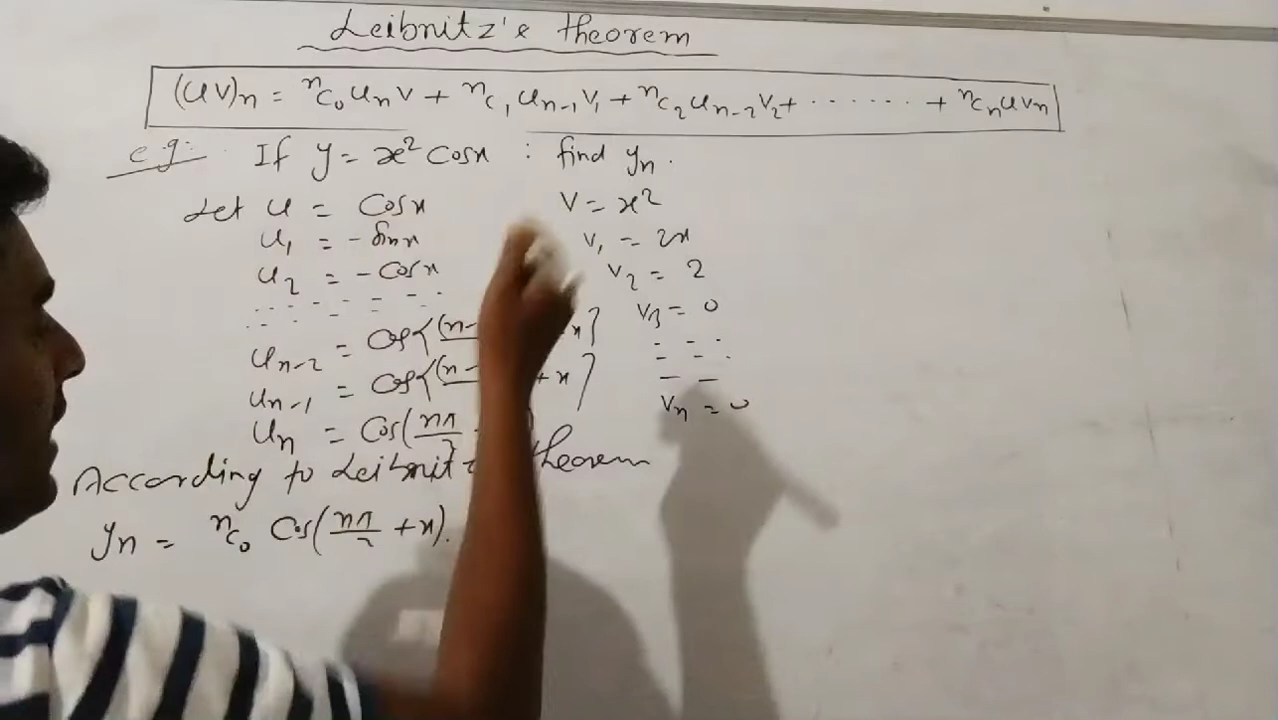 Leibnitz's theorem
(uv)n = nc0 un v + nc1 un-1 v1 + nc2 un-2 v2 + ...... + ncn u vn
e.g:- If y = x² cosx : find yn.
Let u = cosx v = x²
u1 = - sinx v1 = 2x
u2 = - cosx v2 = 2
v3 = 0
un-2 = cos{(n- x}
un-1 = cos{(n- + x}
un = cos(nπ/2 vn = 0
According to theorem
yn = nc0 cos(nπ/2 + x).